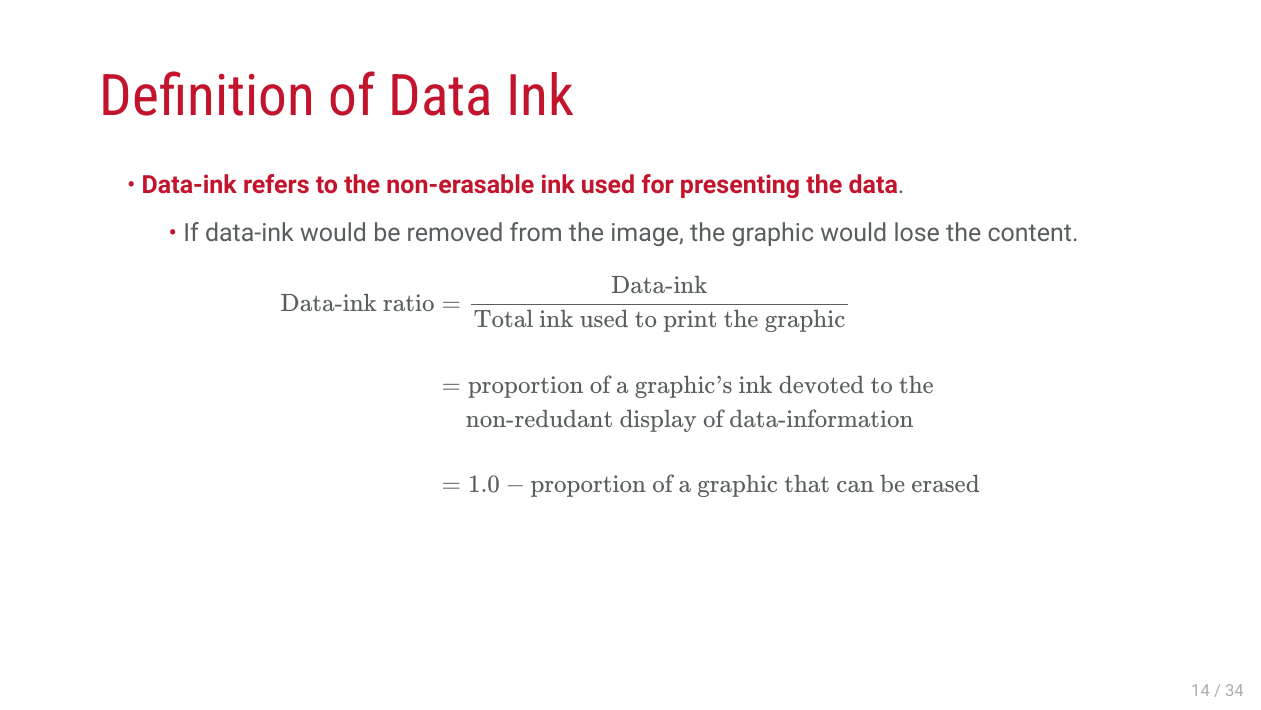 Definition of Data Ink
• Data-ink refers to the non-erasable ink used for presenting the data.
• If data-ink would be removed from the image, the graphic would lose the content.
Data-ink ratio = Data-ink / Total ink used to print the graphic
= proportion of a graphic’s ink devoted to the
non-redudant display of data-information
= 1.0 − proportion of a graphic that can be erased
14 / 34